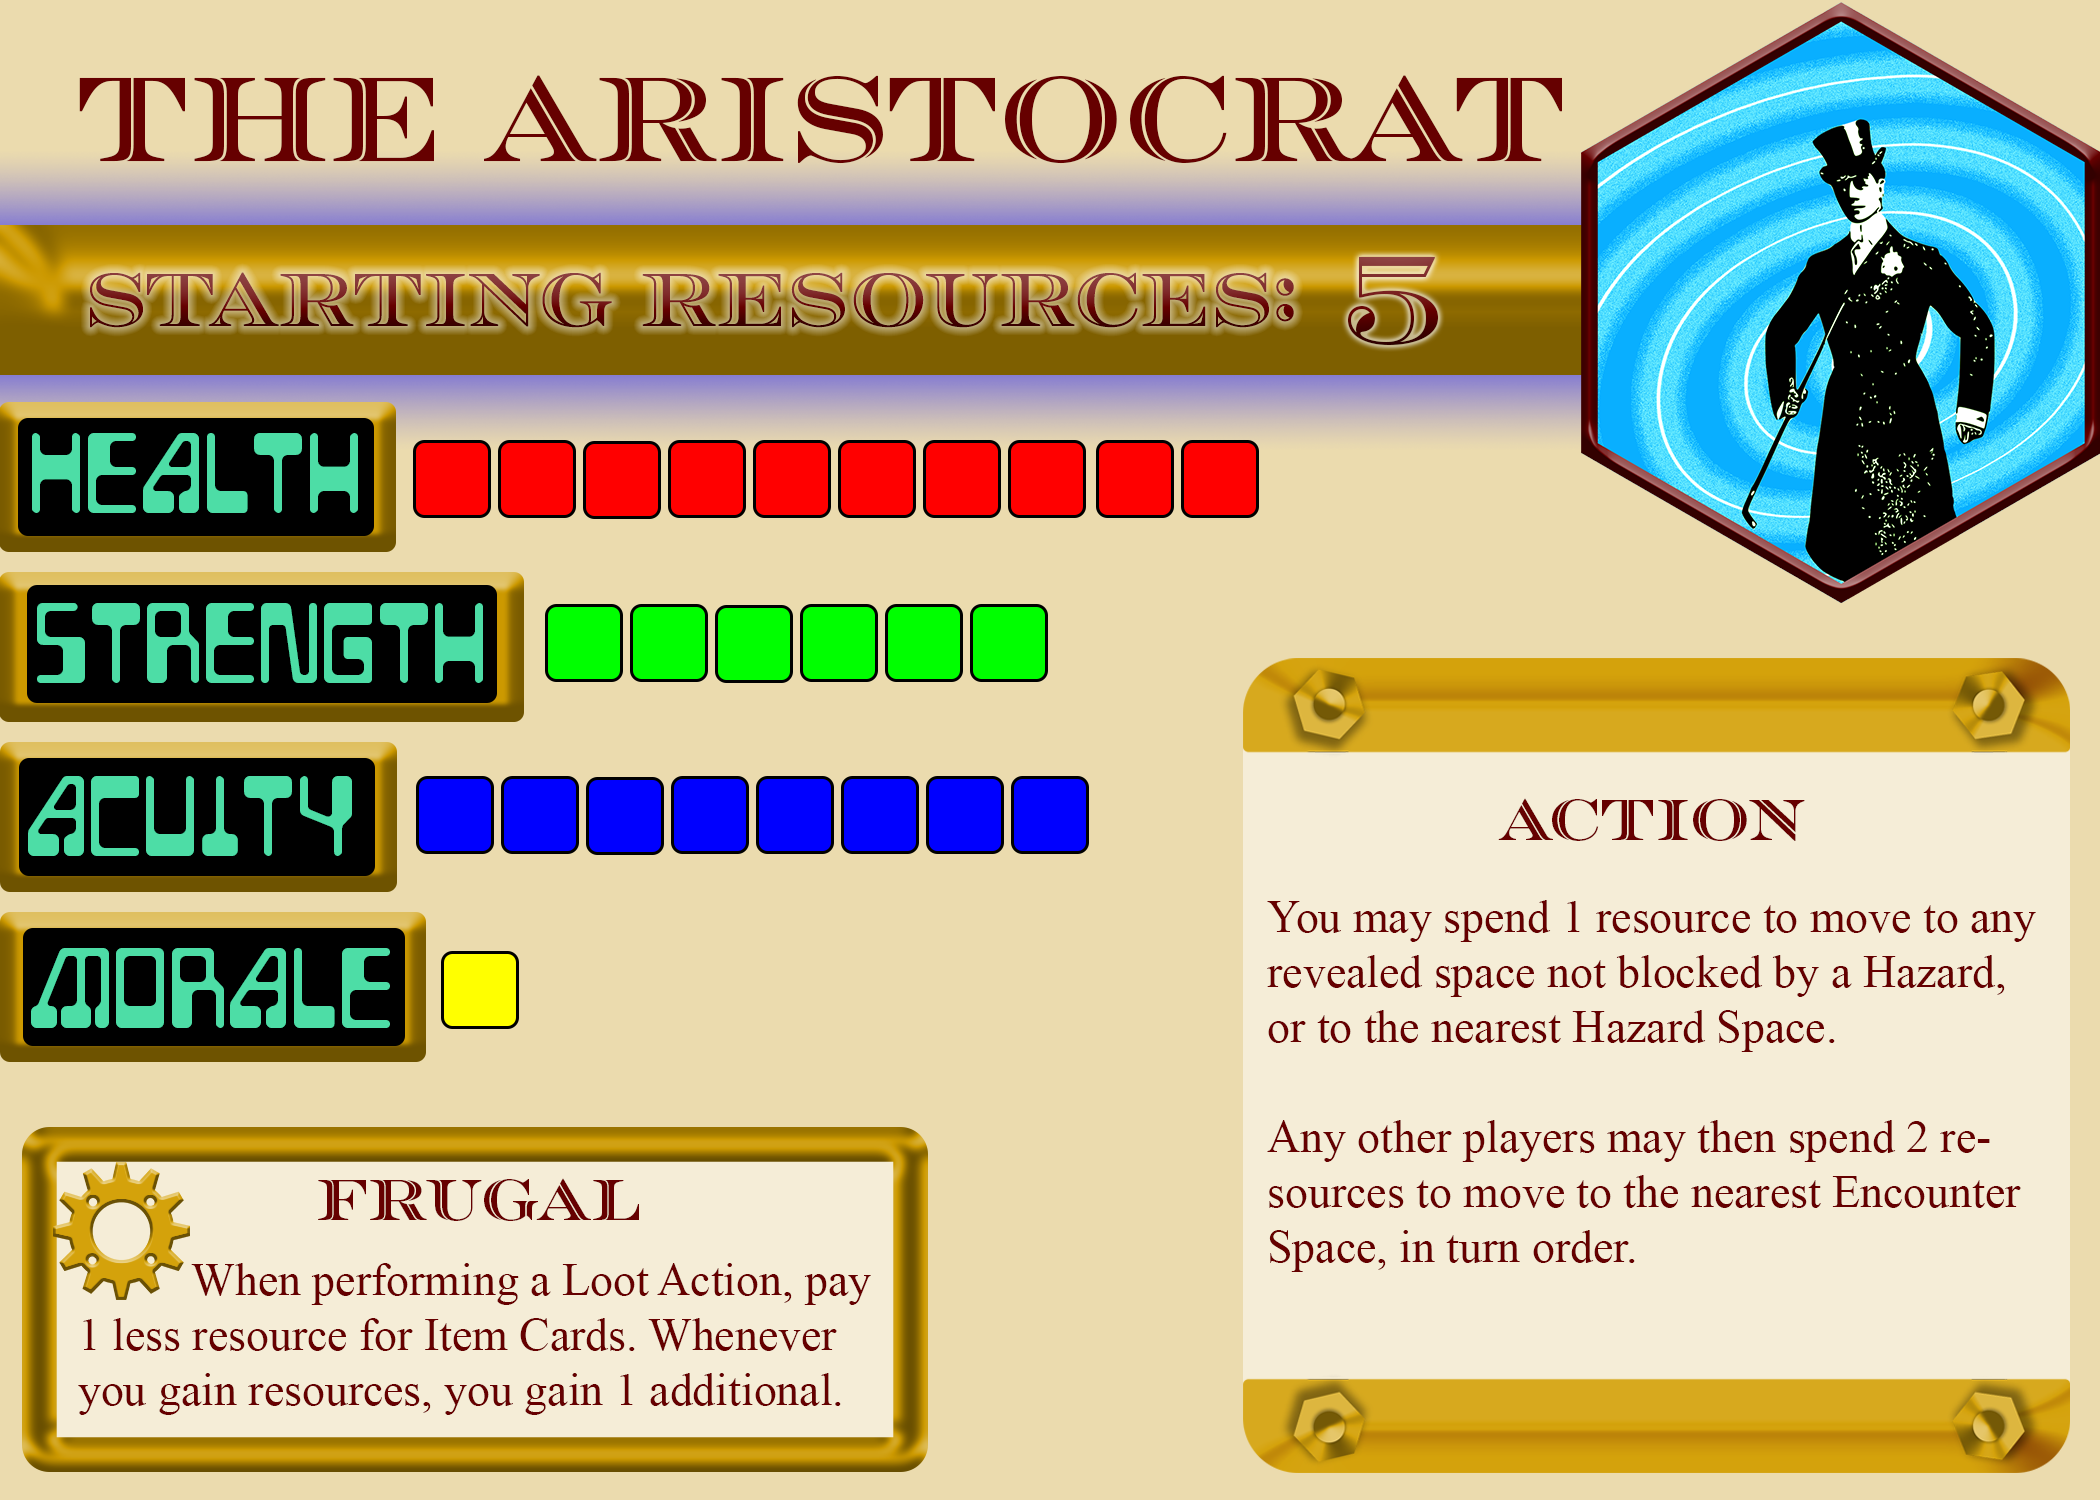 THE ARISTOCRAT
STARTING RESOURCES: 5
HEALTH
STRENGTH
ACUITY
MORALE
FRUGAL
When performing a Loot Action, pay
1 less resource for Item Cards. Whenever
you gain resources, you gain 1 additional.
ACTION
You may spend 1 resource to move to any
revealed space not blocked by a Hazard,
or to the nearest Hazard Space.
Any other players may then spend 2 re-
sources to move to the nearest Encounter
Space, in turn order.